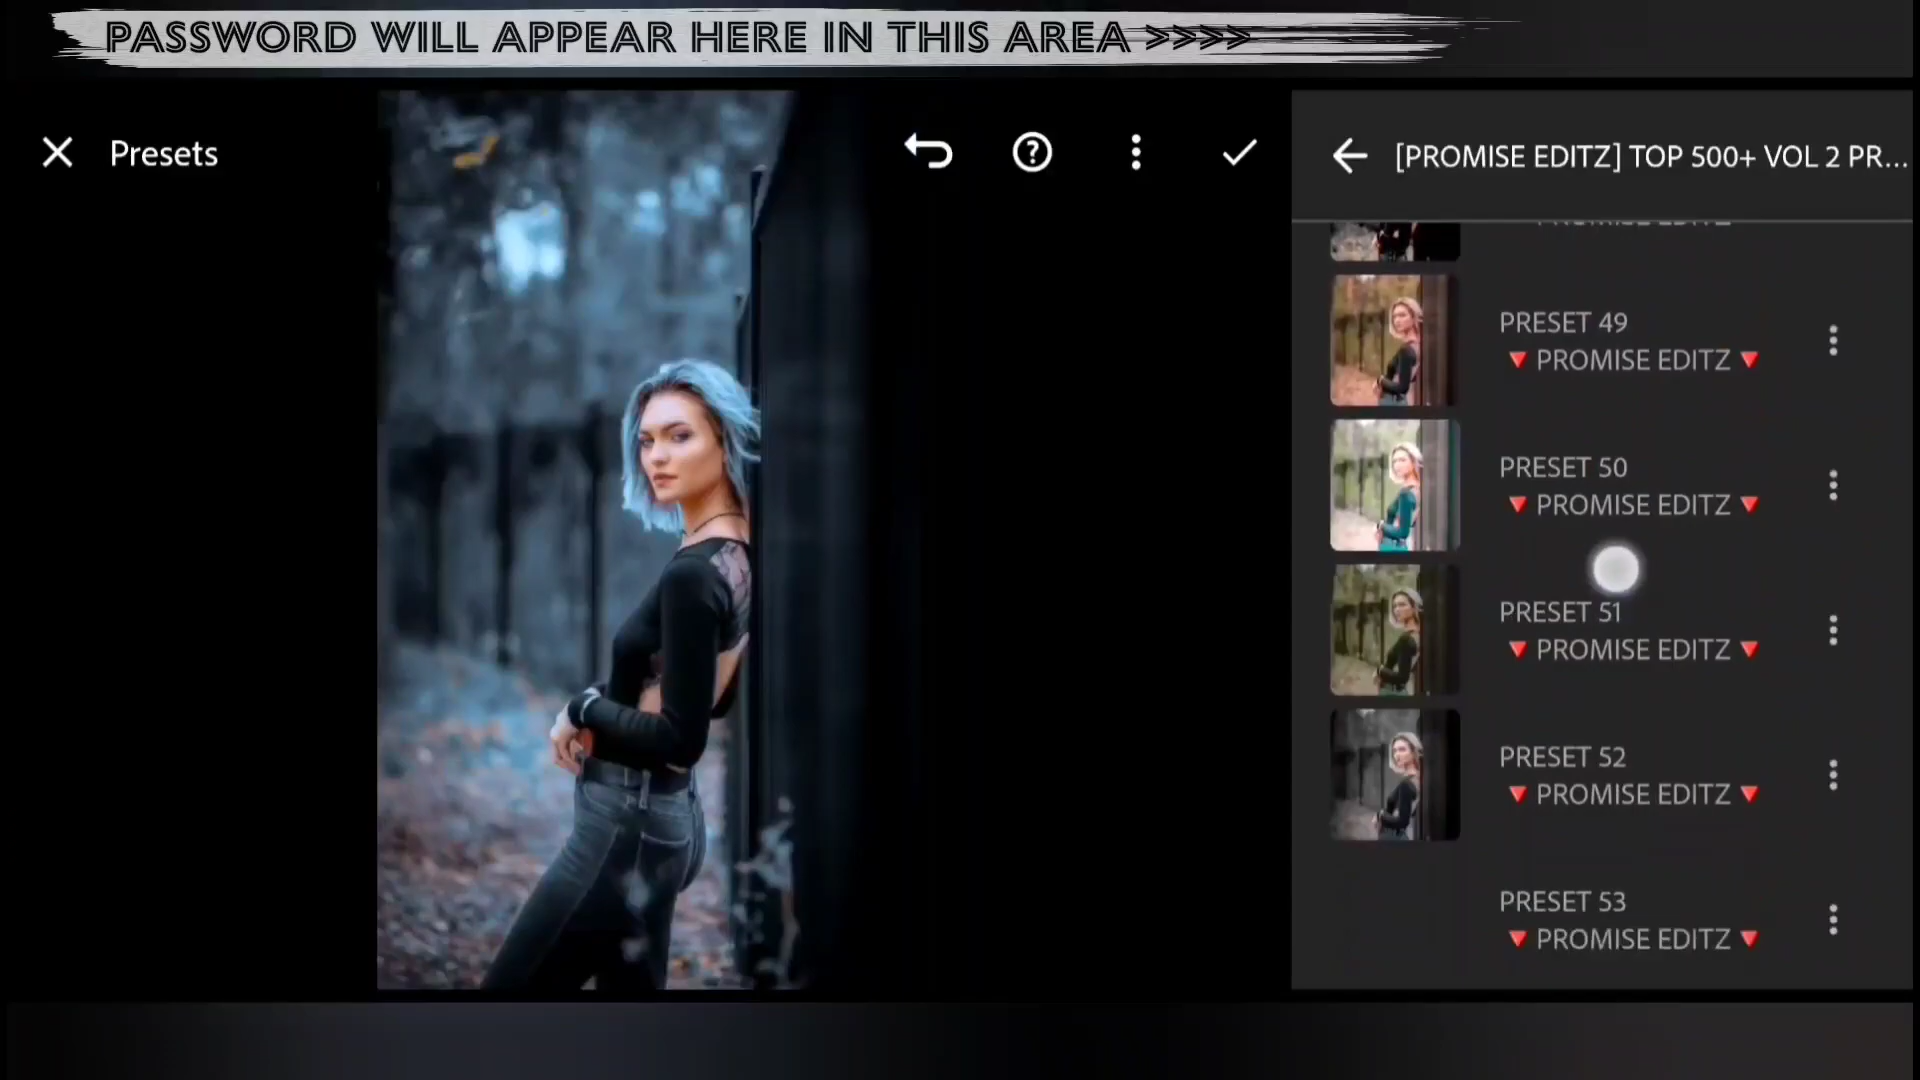 PASSWORD WILL APPEAR HERE IN THIS AREA >>>>
Presets
[PROMISE EDITZ] TOP 500+ VOL 2 PR...
PRESET 49
🔻 PROMISE EDITZ 🔻
PRESET 50
🔻 PROMISE EDITZ 🔻
PRESET 51
🔻 PROMISE EDITZ 🔻
PRESET 52
🔻 PROMISE EDITZ 🔻
PRESET 53
🔻 PROMISE EDITZ 🔻